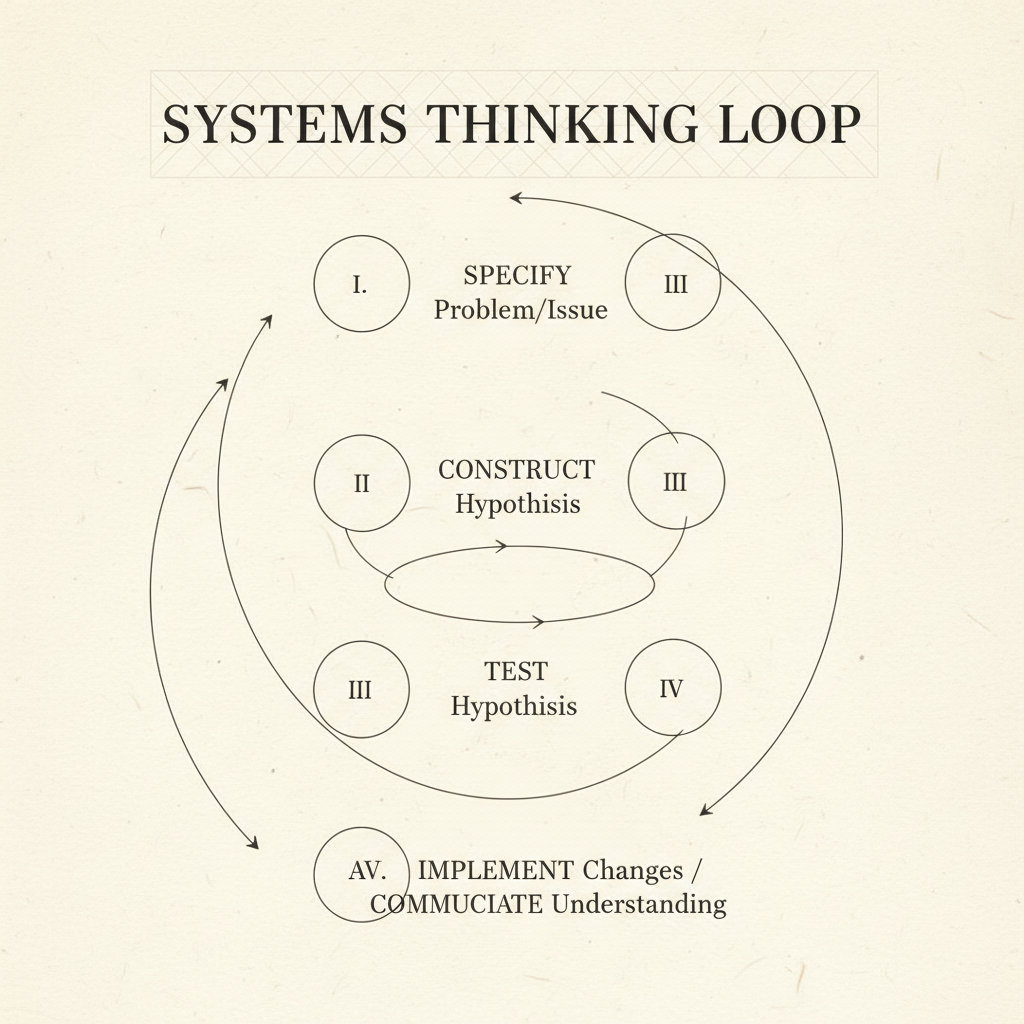 SYSTEMS THINKING LOOP
I.
SPECIFY
Problem/Issue
III
II
CONSTRUCT
Hypothisis
III
III
TEST
Hypothisis
IV
AV. IMPLEMENT Changes /
COMMUCIATE Understanding